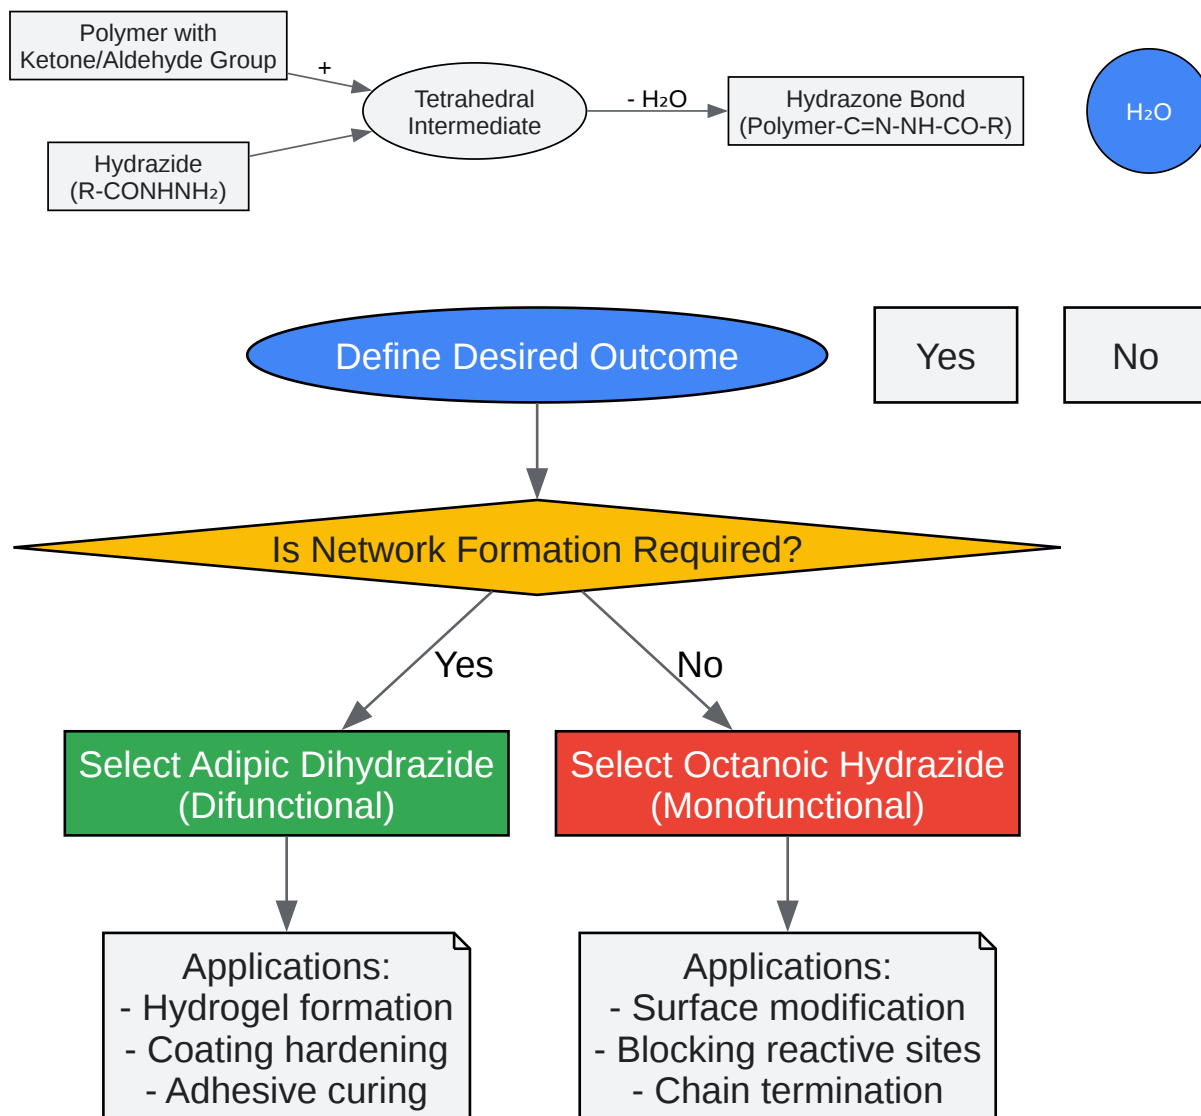 Polymer with
Ketone/Aldehyde Group
+
Hydrazide
(R-CONHNH₂)
Tetrahedral
Intermediate
- H₂O
Hydrazone Bond
(Polymer-C=N-NH-CO-R)
H₂O
Define Desired Outcome
Yes
No
Is Network Formation Required?
Yes
No
Select Adipic Dihydrazide
(Difunctional)
Select Octanoic Hydrazide
(Monofunctional)
Applications:
- Hydrogel formation
- Coating hardening
- Adhesive curing
Applications:
- Surface modification
- Blocking reactive sites
- Chain termination